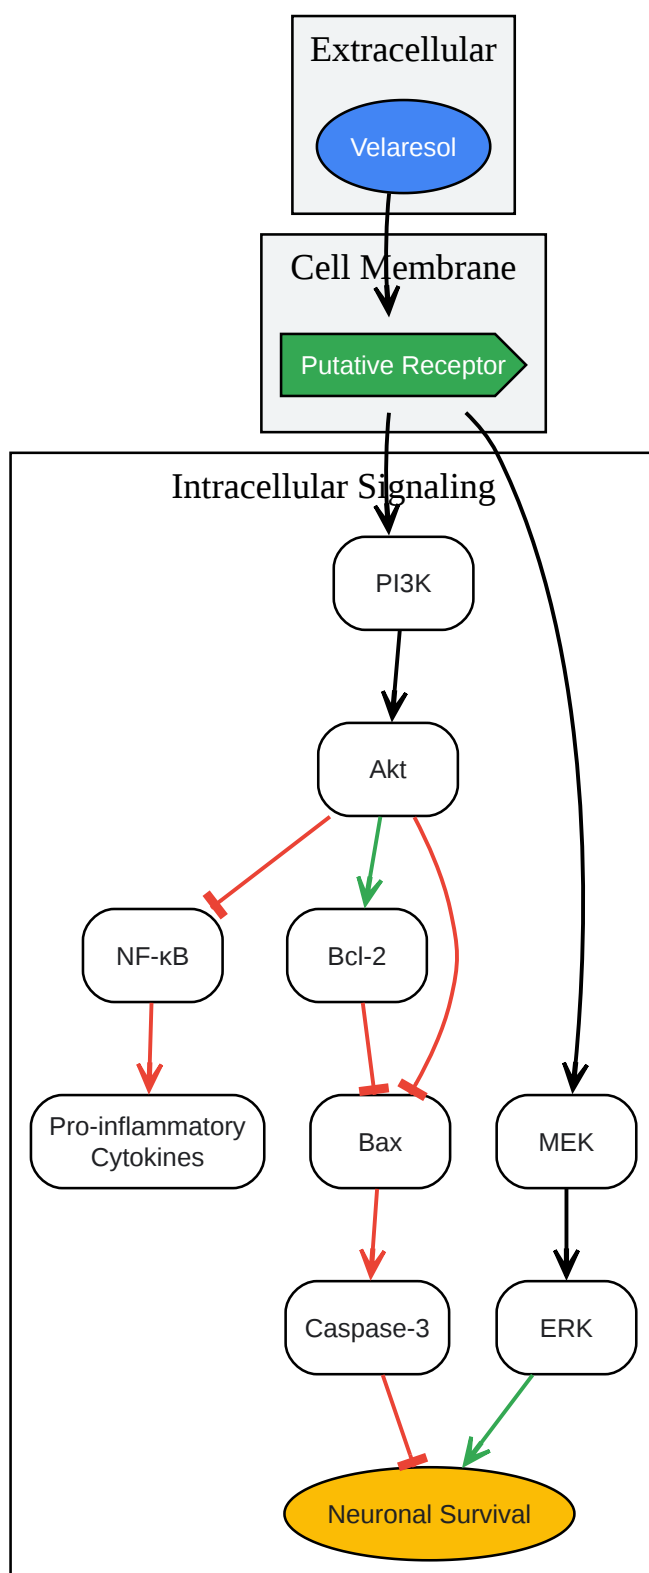 Extracellular
Velaresol
Cell Membrane
Putative Receptor
Intracellular Signaling
PI3K
Akt
NF-κB
Bcl-2
Pro-inflammatory
Cytokines
Bax
MEK
Caspase-3
ERK
Neuronal Survival